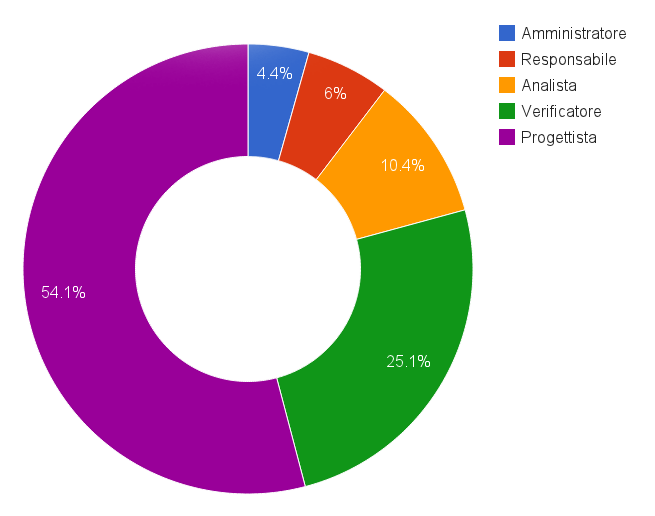 Amministratore
Responsabile
Analista
Verificatore
Progettista
4.4%
6%
10.4%
25.1%
54.1%